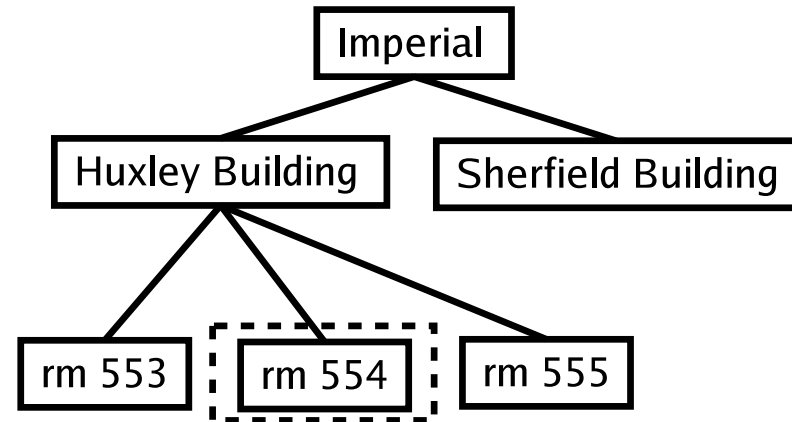 Imperial
Huxley Building
Sherfield Building
rm 553
rm 554
rm 555